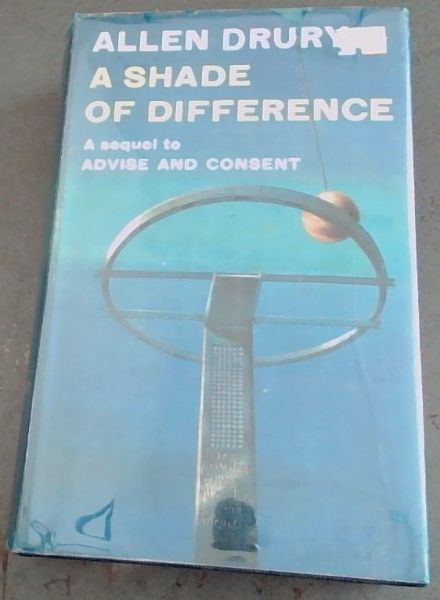 ALLEN DRURY
A SHADE
OF DIFFERENCE
A sequel to
ADVISE AND CONSENT